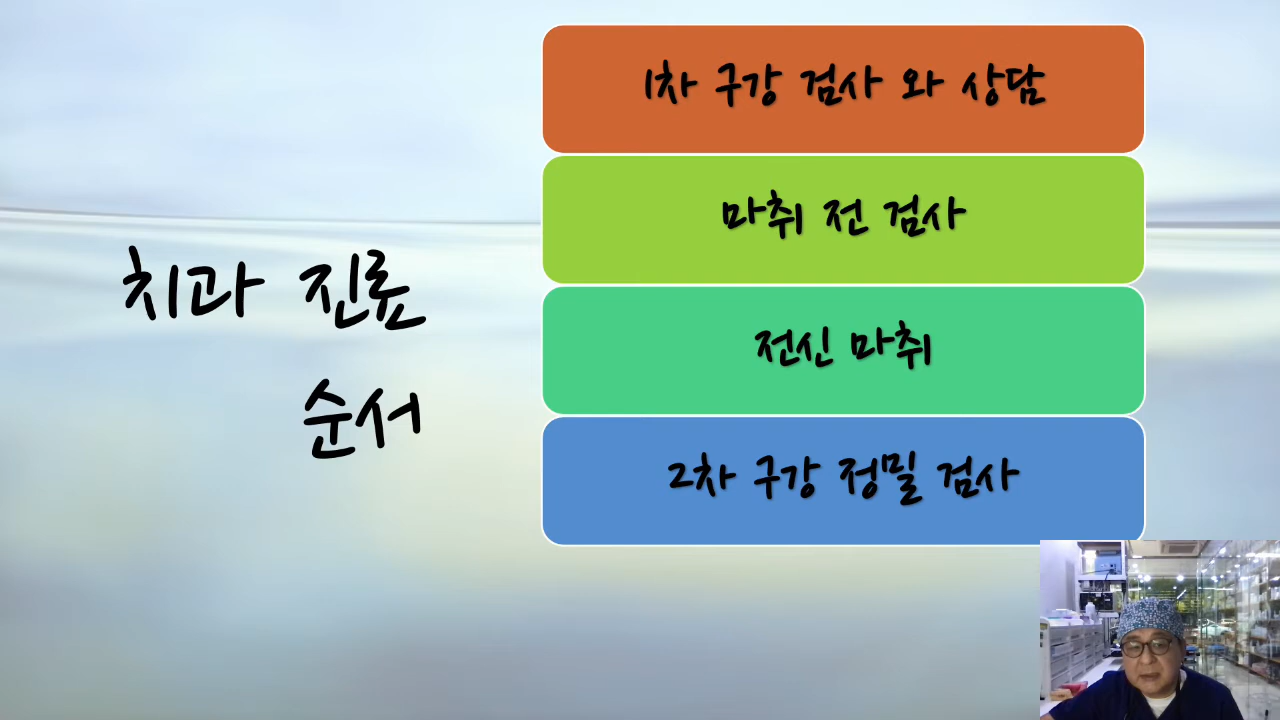 치과 진료
순서
1차 구강 검사 와 상담
마취 전 검사
전신 마취
2차 구강 정밀 검사